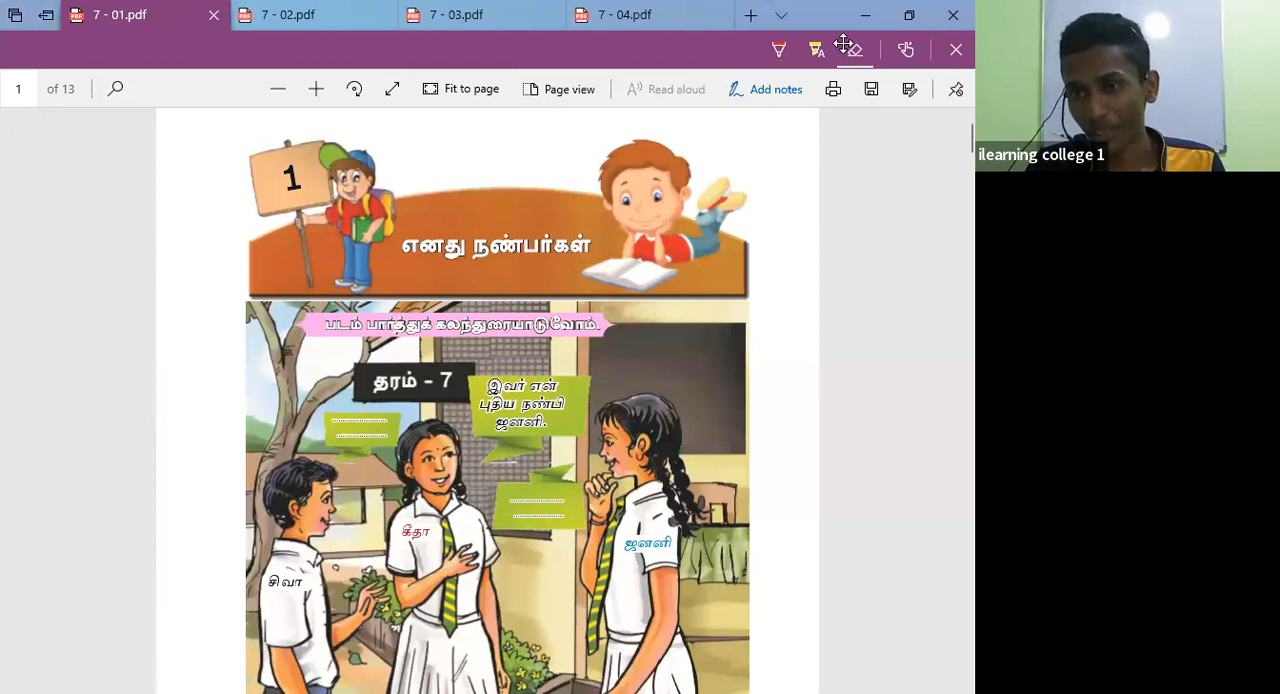 7 - 01.pdf
7 - 02.pdf
7 - 03.pdf
7 - 04.pdf
1 of 13
Fit to page
Page view
Read aloud
Add notes
ilearning college 1
1
எனது நண்பர்கள்
படம் பார்த்துக் கலந்துரையாடுவோம்.
தரம் - 7
இவர் என்
புதிய நண்பி
ஜனனி.
கீதா
ஜனனி
சிவா